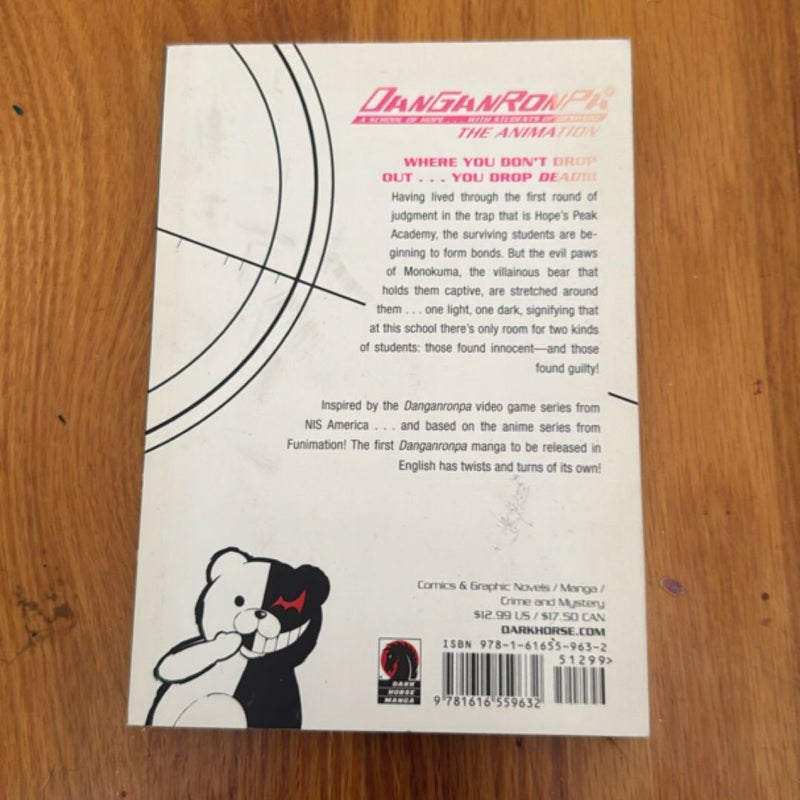 DANGANRONPA
A SCHOOL OF HOPE . . . WITH STUDENTS OF DESPAIR!
THE ANIMATION
WHERE YOU DON'T DROP
OUT . . . YOU DROP DEAD!!!
Having lived through the first round of
judgment in the trap that is Hope's Peak
Academy, the surviving students are be-
ginning to form bonds. But the evil paws
of Monokuma, the villainous bear that
holds them captive, are stretched around
them . . . one light, one dark, signifying that
at this school there's only room for two kinds
of students: those found innocent—and those
found guilty!
Inspired by the Danganronpa video game series from
NIS America . . . and based on the anime series from
Funimation! The first Danganronpa manga to be released in
English has twists and turns of its own!
Comics & Graphic Novels / Manga /
Crime and Mystery
$12.99 US / $17.50 CAN
DARKHORSE.COM
ISBN 978-1-61655-963-2
51299>
DARK
HORSE
MANGA
9 781616 559632